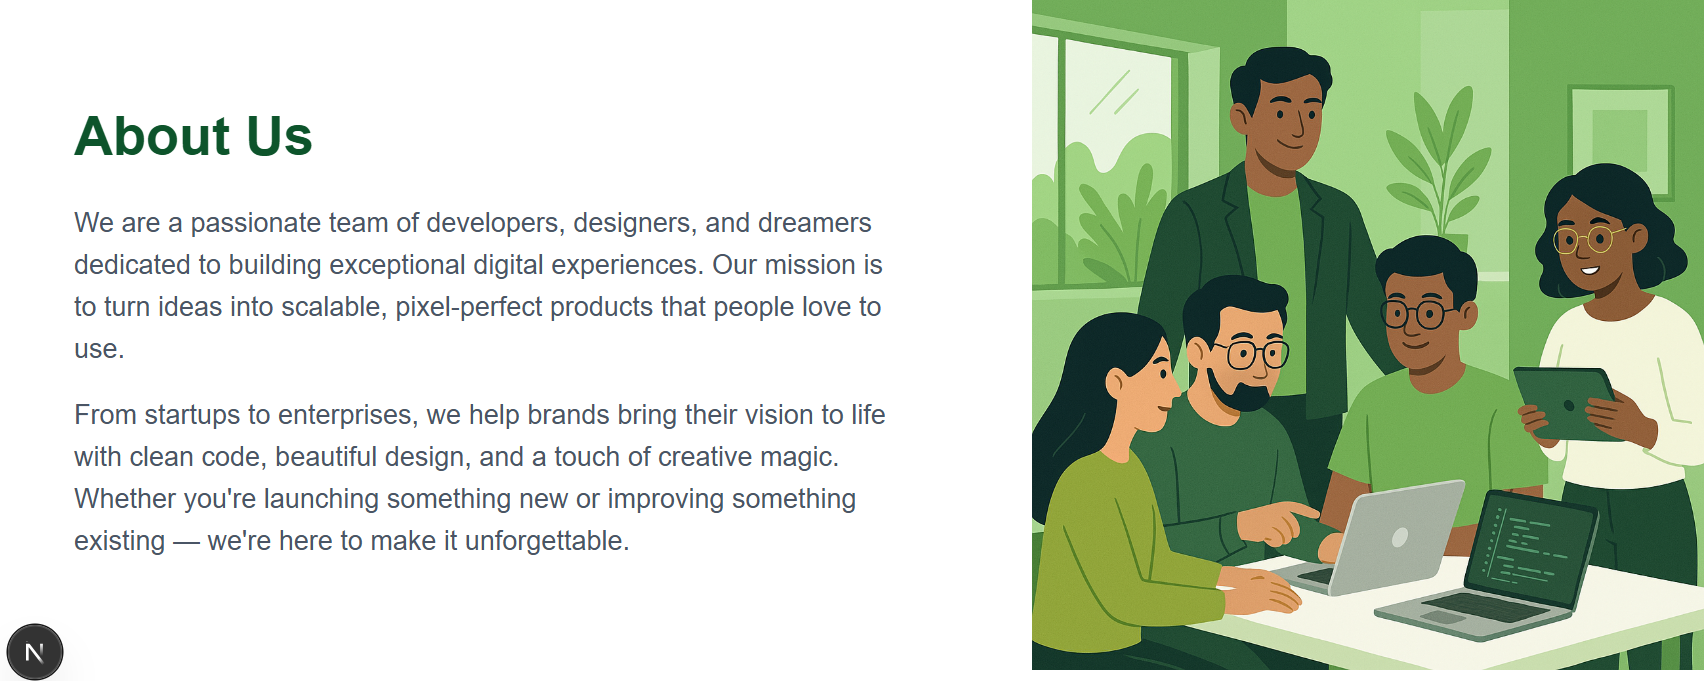 About Us
We are a passionate team of developers, designers, and dreamers
dedicated to building exceptional digital experiences. Our mission is
to turn ideas into scalable, pixel-perfect products that people love to
use.
From startups to enterprises, we help brands bring their vision to life
with clean code, beautiful design, and a touch of creative magic.
Whether you're launching something new or improving something
existing — we're here to make it unforgettable.
N